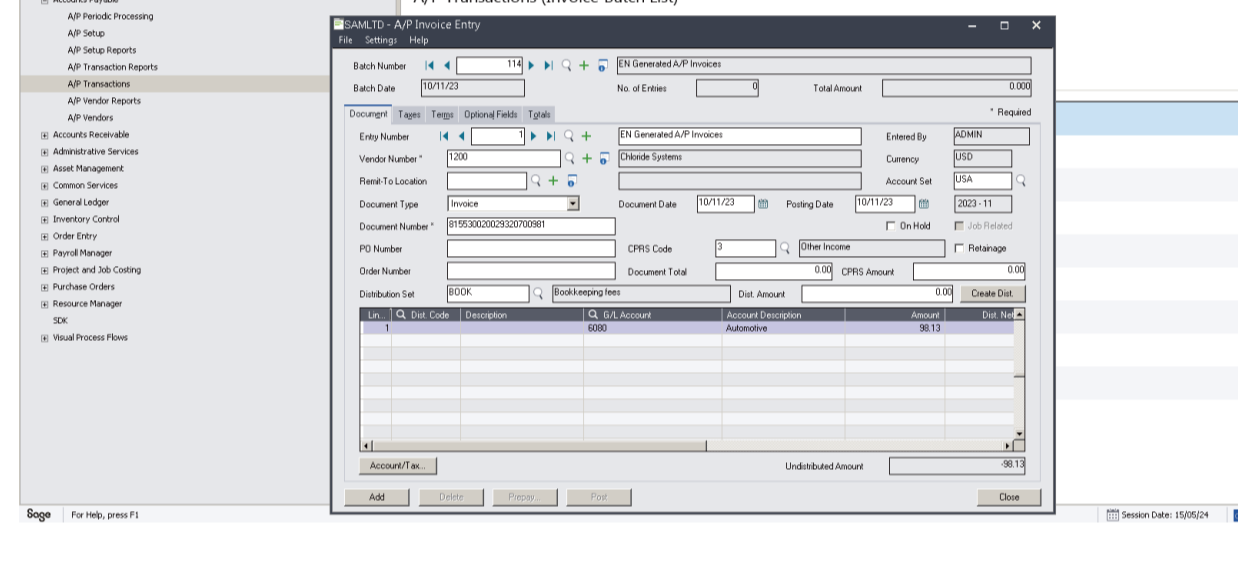 Accounts Payable
A/P Transactions (Invoice Batch List)
A/P Periodic Processing
A/P Setup
A/P Setup Reports
A/P Transaction Reports
A/P Transactions
A/P Vendor Reports
A/P Vendors
Accounts Receivable
Administrative Services
Asset Management
Common Services
General Ledger
Inventory Control
Order Entry
Payroll Manager
Project and Job Costing
Purchase Orders
Resource Manager
SDK
Visual Process Flows
SAMLTD - A/P Invoice Entry
File Settings Help
Batch Number 114 EN Generated A/P Invoices
Batch Date 10/11/23 No. of Entries 0 Total Amount 0.000
Document Taxes Terms Optional Fields Totals * Required
Entry Number 1 EN Generated A/P Invoices Entered By ADMIN
Vendor Number * 1200 Chloride Systems Currency USD
Remit-To Location Account Set USA
Document Type Invoice Document Date 10/11/23 Posting Date 10/11/23 2023 - 11
Document Number * 815530020029320700981 On Hold Job Related
PO Number CPRS Code 3 Other Income Retainage
Order Number Document Total 0.00 CPRS Amount 0.00
Distribution Set BOOK Bookkeeping fees Dist. Amount 0.00 Create Dist.
Lin... Dist. Code Description G/L Account Account Description Amount Dist. Net
1 6080 Automotive 98.13
Account/Tax... Undistributed Amount -98.13
Add Delete Prepay... Post Close
Sage For Help, press F1 Session Date: 15/05/24